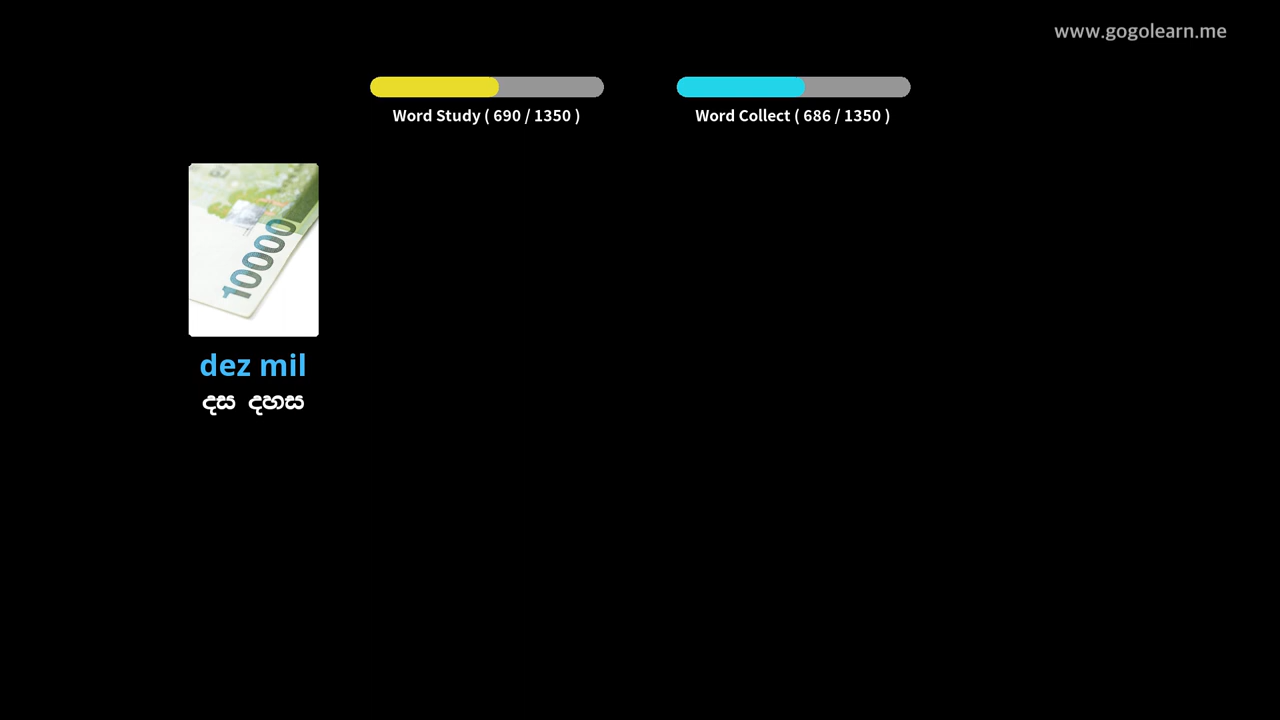 www.gogolearn.me
Word Study ( 690 / 1350 )
Word Collect ( 686 / 1350 )
10000
dez mil
දස දහස